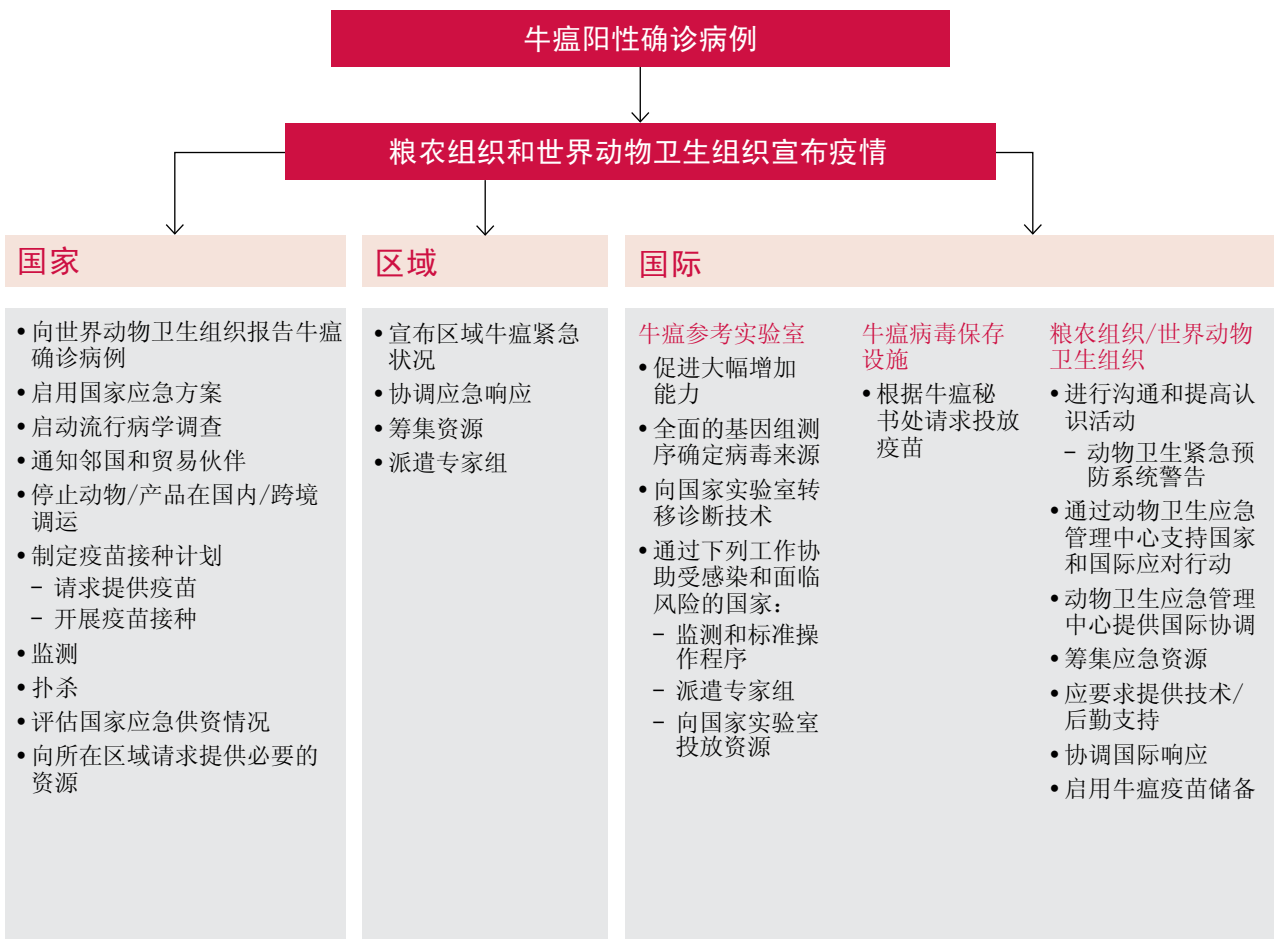 牛瘟阳性确诊病例
粮农组织和世界动物卫生组织宣布疫情
国家
•向世界动物卫生组织报告牛瘟
确诊病例
•启用国家应急方案
•启动流行病学调查
•通知邻国和贸易伙伴
•停止动物/产品在国内/跨境
调运
•制定疫苗接种计划
– 请求提供疫苗
– 开展疫苗接种
•监测
•扑杀
•评估国家应急供资情况
•向所在区域请求提供必要的
资源
区域
•宣布区域牛瘟紧急
状况
•协调应急响应
•筹集资源
•派遣专家组
国际
牛瘟参考实验室
•促进大幅增加
能力
•全面的基因组测
序确定病毒来源
•向国家实验室转
移诊断技术
•通过下列工作协
助受感染和面临
风险的国家：
– 监测和标准操
作程序
– 派遣专家组
– 向国家实验室
投放资源
牛瘟病毒保存
设施
•根据牛瘟秘
书处请求投放
疫苗
粮农组织/世界动物
卫生组织
•进行沟通和提高认
识活动
– 动物卫生紧急预
防系统警告
•通过动物卫生应急
管理中心支持国家
和国际应对行动
•动物卫生应急管理
中心提供国际协调
•筹集应急资源
•应要求提供技术/
后勤支持
•协调国际响应
•启用牛瘟疫苗储备